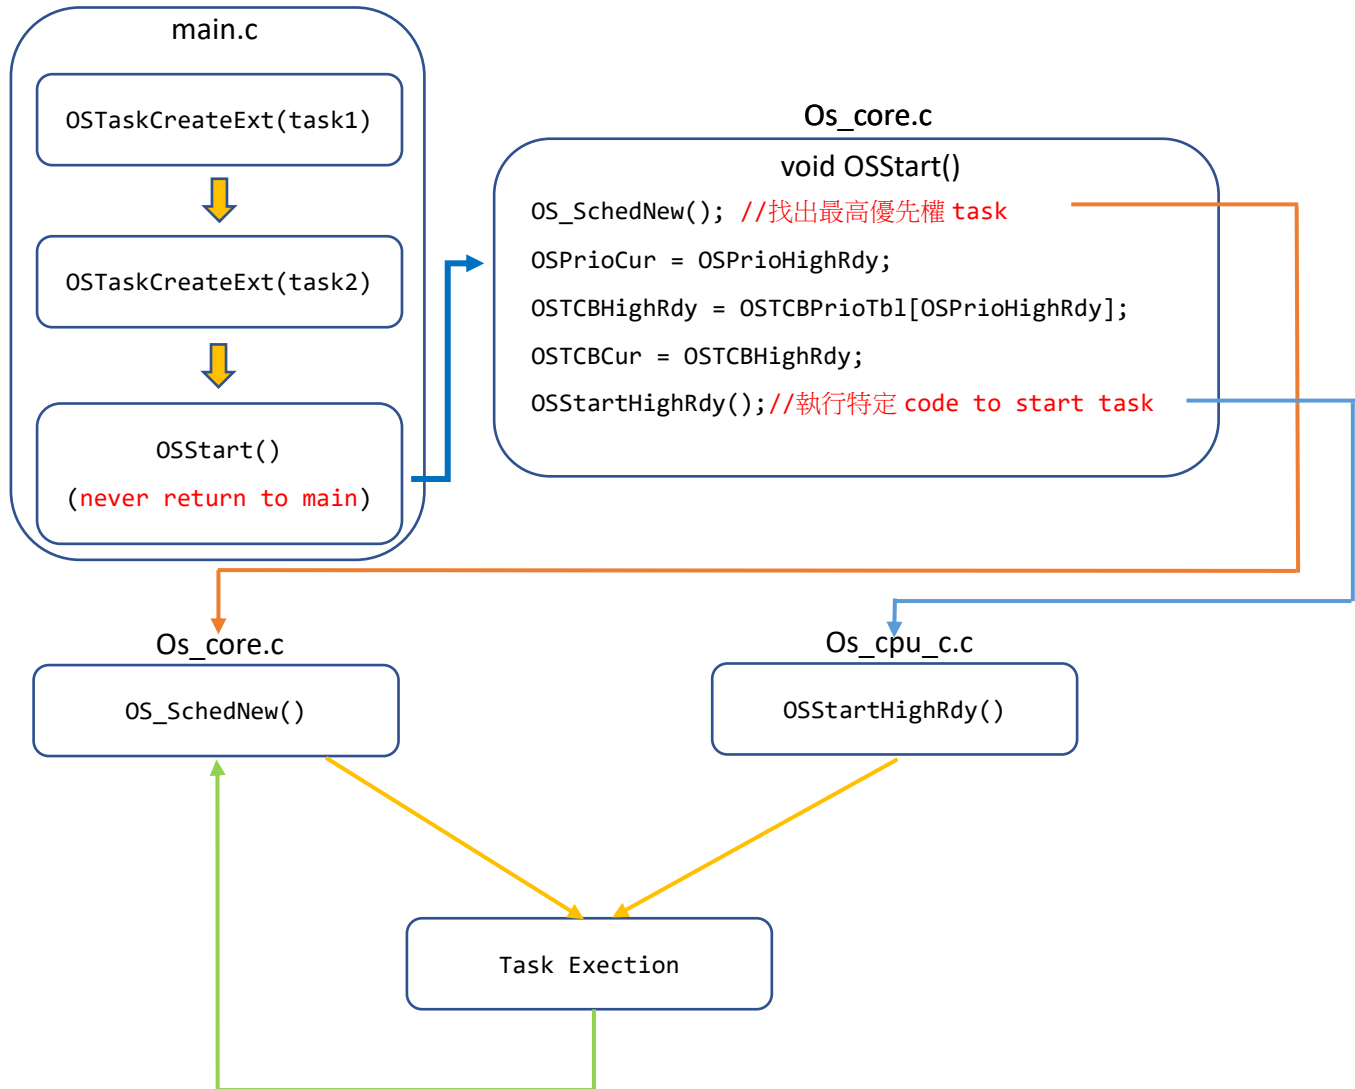 main.c
OSTaskCreateExt(task1)
OSTaskCreateExt(task2)
OSStart()
(never return to main)
Os_core.c
void OSStart()
OS_SchedNew(); //找出最高優先權 task
OSPrioCur = OSPrioHighRdy;
OSTCBHighRdy = OSTCBPrioTbl[OSPrioHighRdy];
OSTCBCur = OSTCBHighRdy;
OSStartHighRdy();//執行特定 code to start task
Os_core.c
OS_SchedNew()
Os_cpu_c.c
OSStartHighRdy()
Task Exection